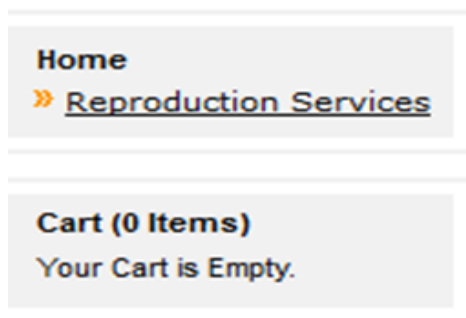 Home
» Reproduction Services
Cart (0 Items)
Your Cart is Empty.